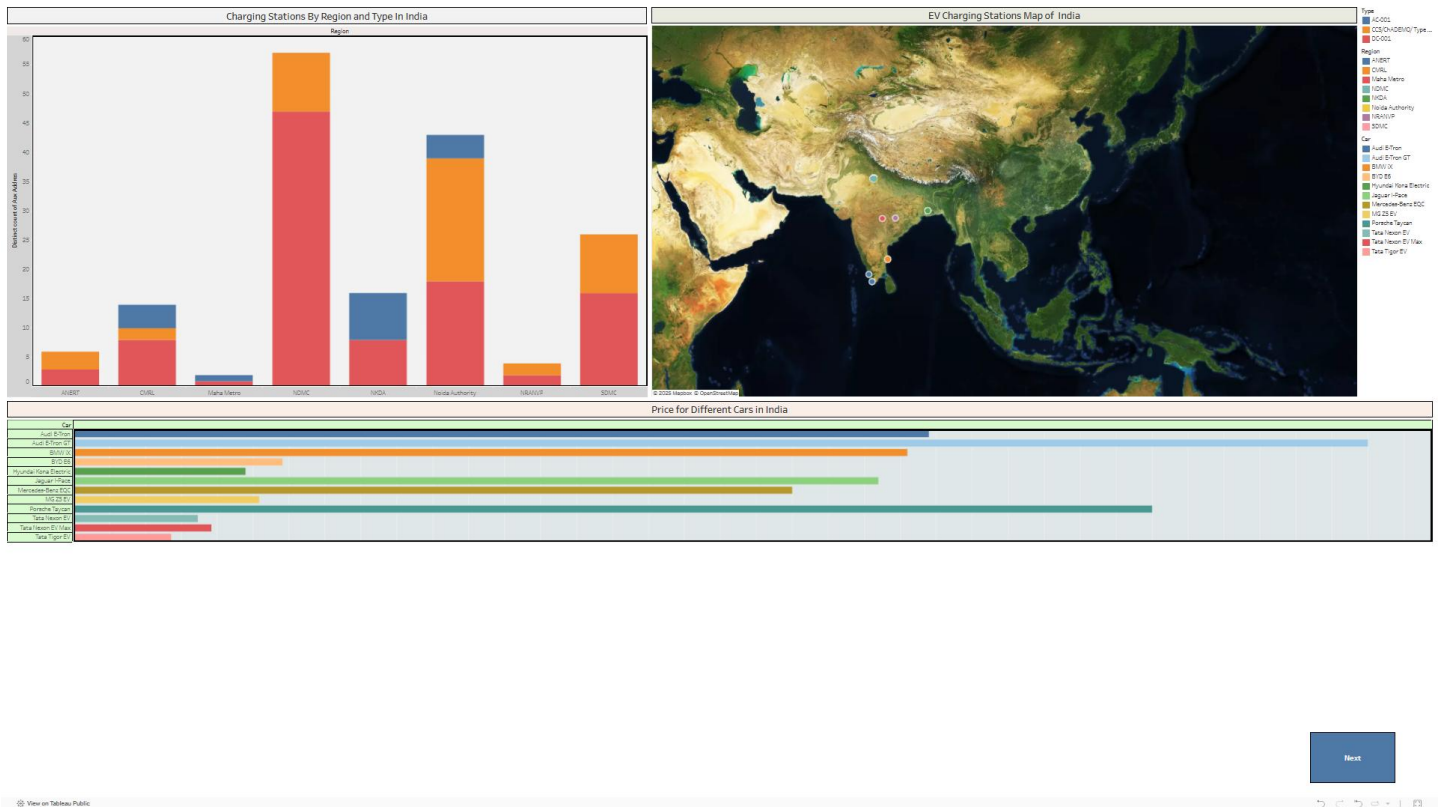 Charging Stations By Region and Type In India
Region
60
55
50
45
40
35
30
25
20
15
10
5
0
Distinct count of Aux Addres
ANERT
CMRL
Maha Metro
NDMC
NKDA
Noida Authority
NRANVP
SDMC
EV Charging Stations Map of India
© 2026 Mapbox © OpenStreetMap
Type
AC-001
CCS/CHADEMO/ Type ...
DC-001
Region
ANERT
CMRL
Maha Metro
NDMC
NKDA
Noida Authority
NRANVP
SDMC
Car
Audi E-Tron
Audi E-Tron GT
BMW iX
BYD E6
Hyundai Kona Electric
Jaguar I-Pace
Mercedes-Benz EQC
MG ZS EV
Porsche Taycan
Tata Nexon EV
Tata Nexon EV Max
Tata Tigor EV
Price for Different Cars in India
Car
Audi E-Tron
Audi E-Tron GT
BMW iX
BYD E6
Hyundai Kona Electric
Jaguar I-Pace
Mercedes-Benz EQC
MG ZS EV
Porsche Taycan
Tata Nexon EV
Tata Nexon EV Max
Tata Tigor EV
Next
View on Tableau Public